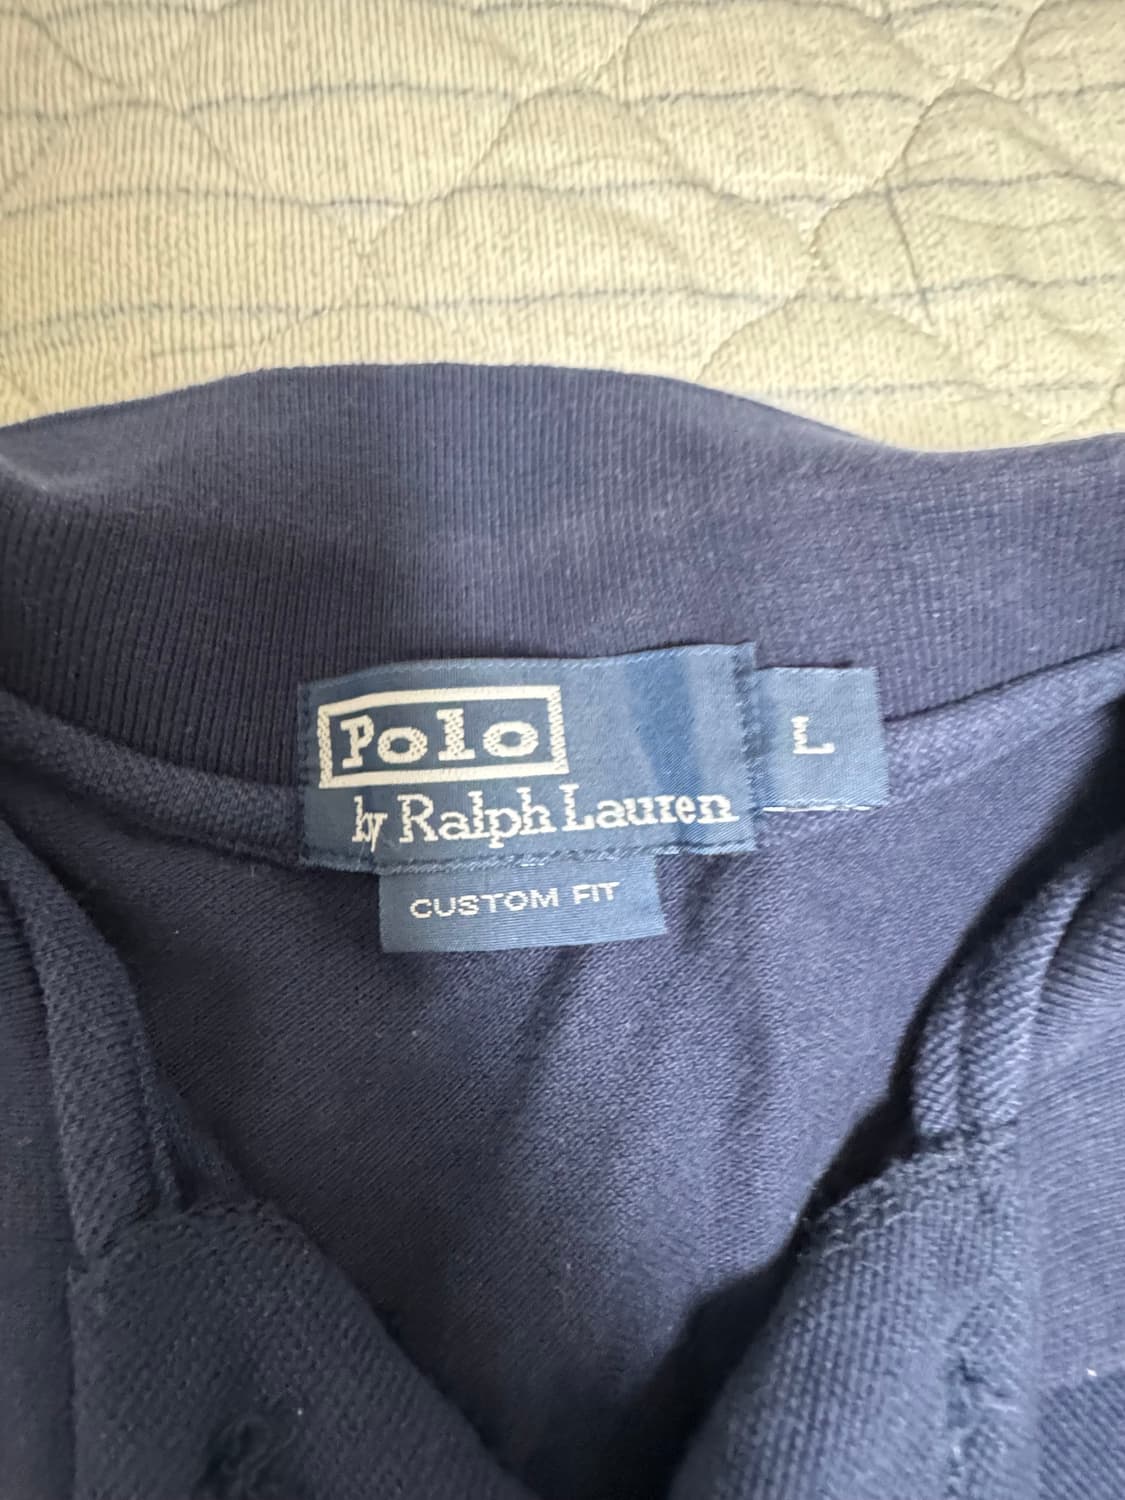 Polo
by Ralph Lauren
L
CUSTOM FIT